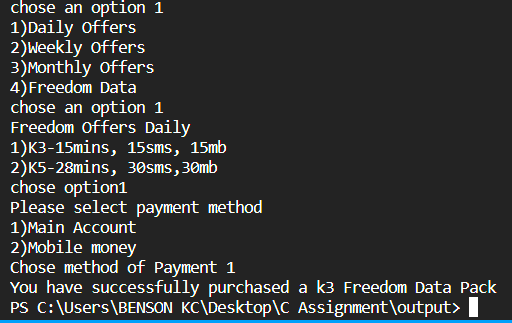 chose an option 1
1)Daily Offers
2)Weekly Offers
3)Monthly Offers
4)Freedom Data
chose an option 1
Freedom Offers Daily
1)K3-15mins, 15sms, 15mb
2)K5-28mins, 30sms,30mb
chose option1
Please select payment method
1)Main Account
2)Mobile money
Chose method of Payment 1
You have successfully purchased a k3 Freedom Data Pack
PS C:\Users\BENSON KC\Desktop\C Assignment\output>